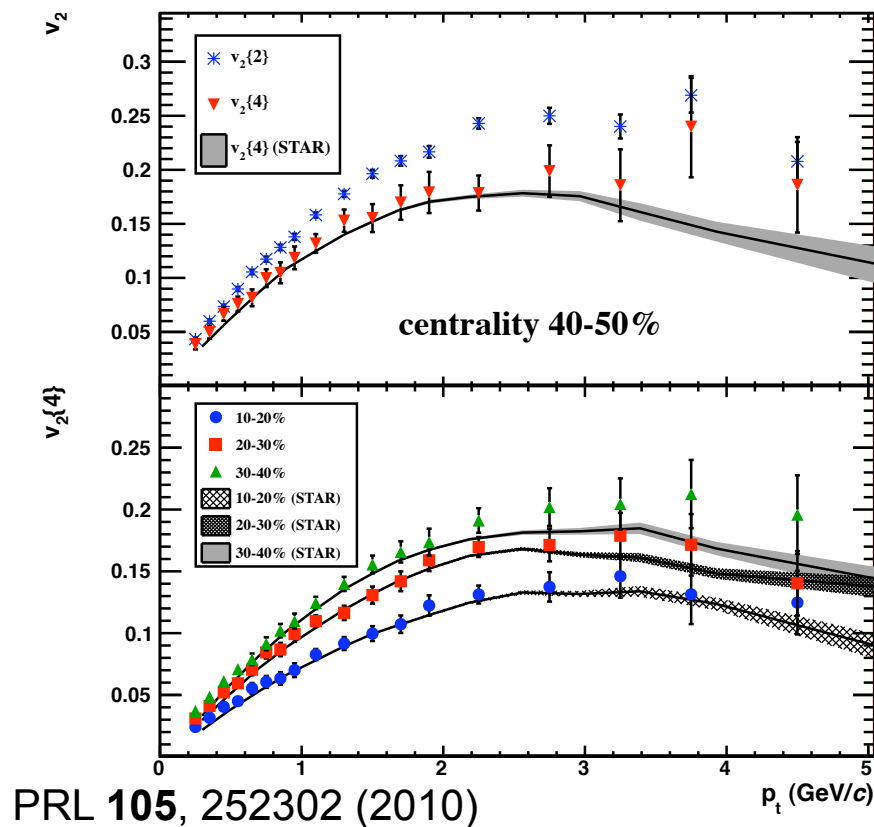 v2
0.3
0.25
0.2
0.15
0.1
0.05
v2{2}
v2{4}
v2{4} (STAR)
centrality 40-50%
v2{4}
0.25
0.2
0.15
0.1
0.05
10-20%
20-30%
30-40%
10-20% (STAR)
20-30% (STAR)
30-40% (STAR)
0 1 2 3 4 5
pt (GeV/c)
PRL 105, 252302 (2010)